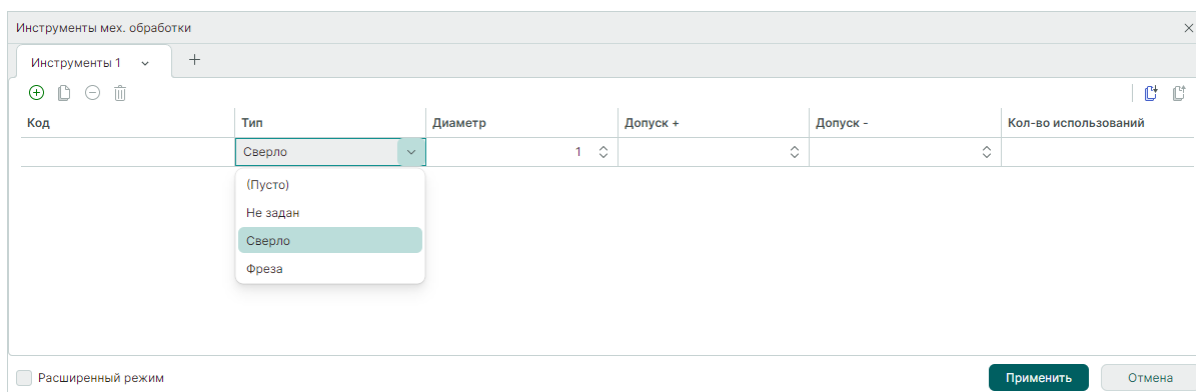 Инструменты мех. обработки
Инструменты 1
Код Тип Диаметр Допуск + Допуск - Кол-во использований
Сверло 1
(Пусто)
Не задан
Сверло
Фреза
Расширенный режим Применить Отмена